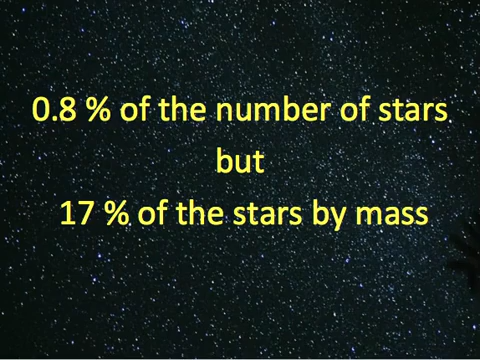 0.8 % of the number of stars
but
17 % of the stars by mass